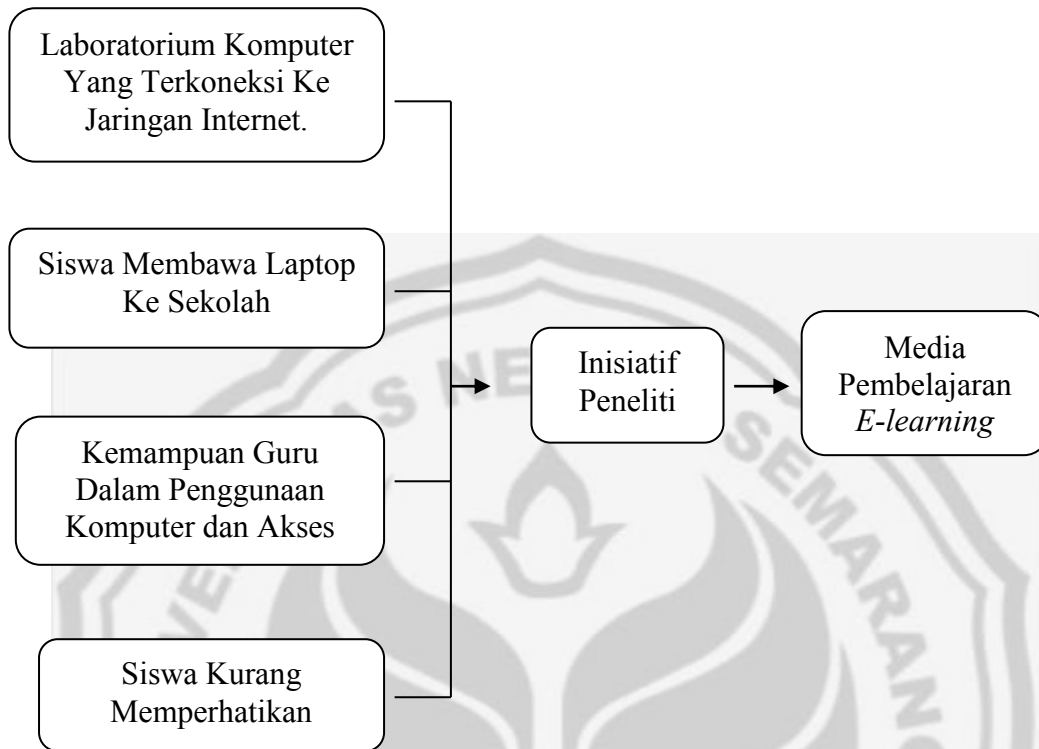 Laboratorium Komputer
Yang Terkoneksi Ke
Jaringan Internet.
Siswa Membawa Laptop
Ke Sekolah
Kemampuan Guru
Dalam Penggunaan
Komputer dan Akses
Siswa Kurang
Memperhatikan
Inisiatif
Peneliti
Media
Pembelajaran
E-learning
SEMARANG